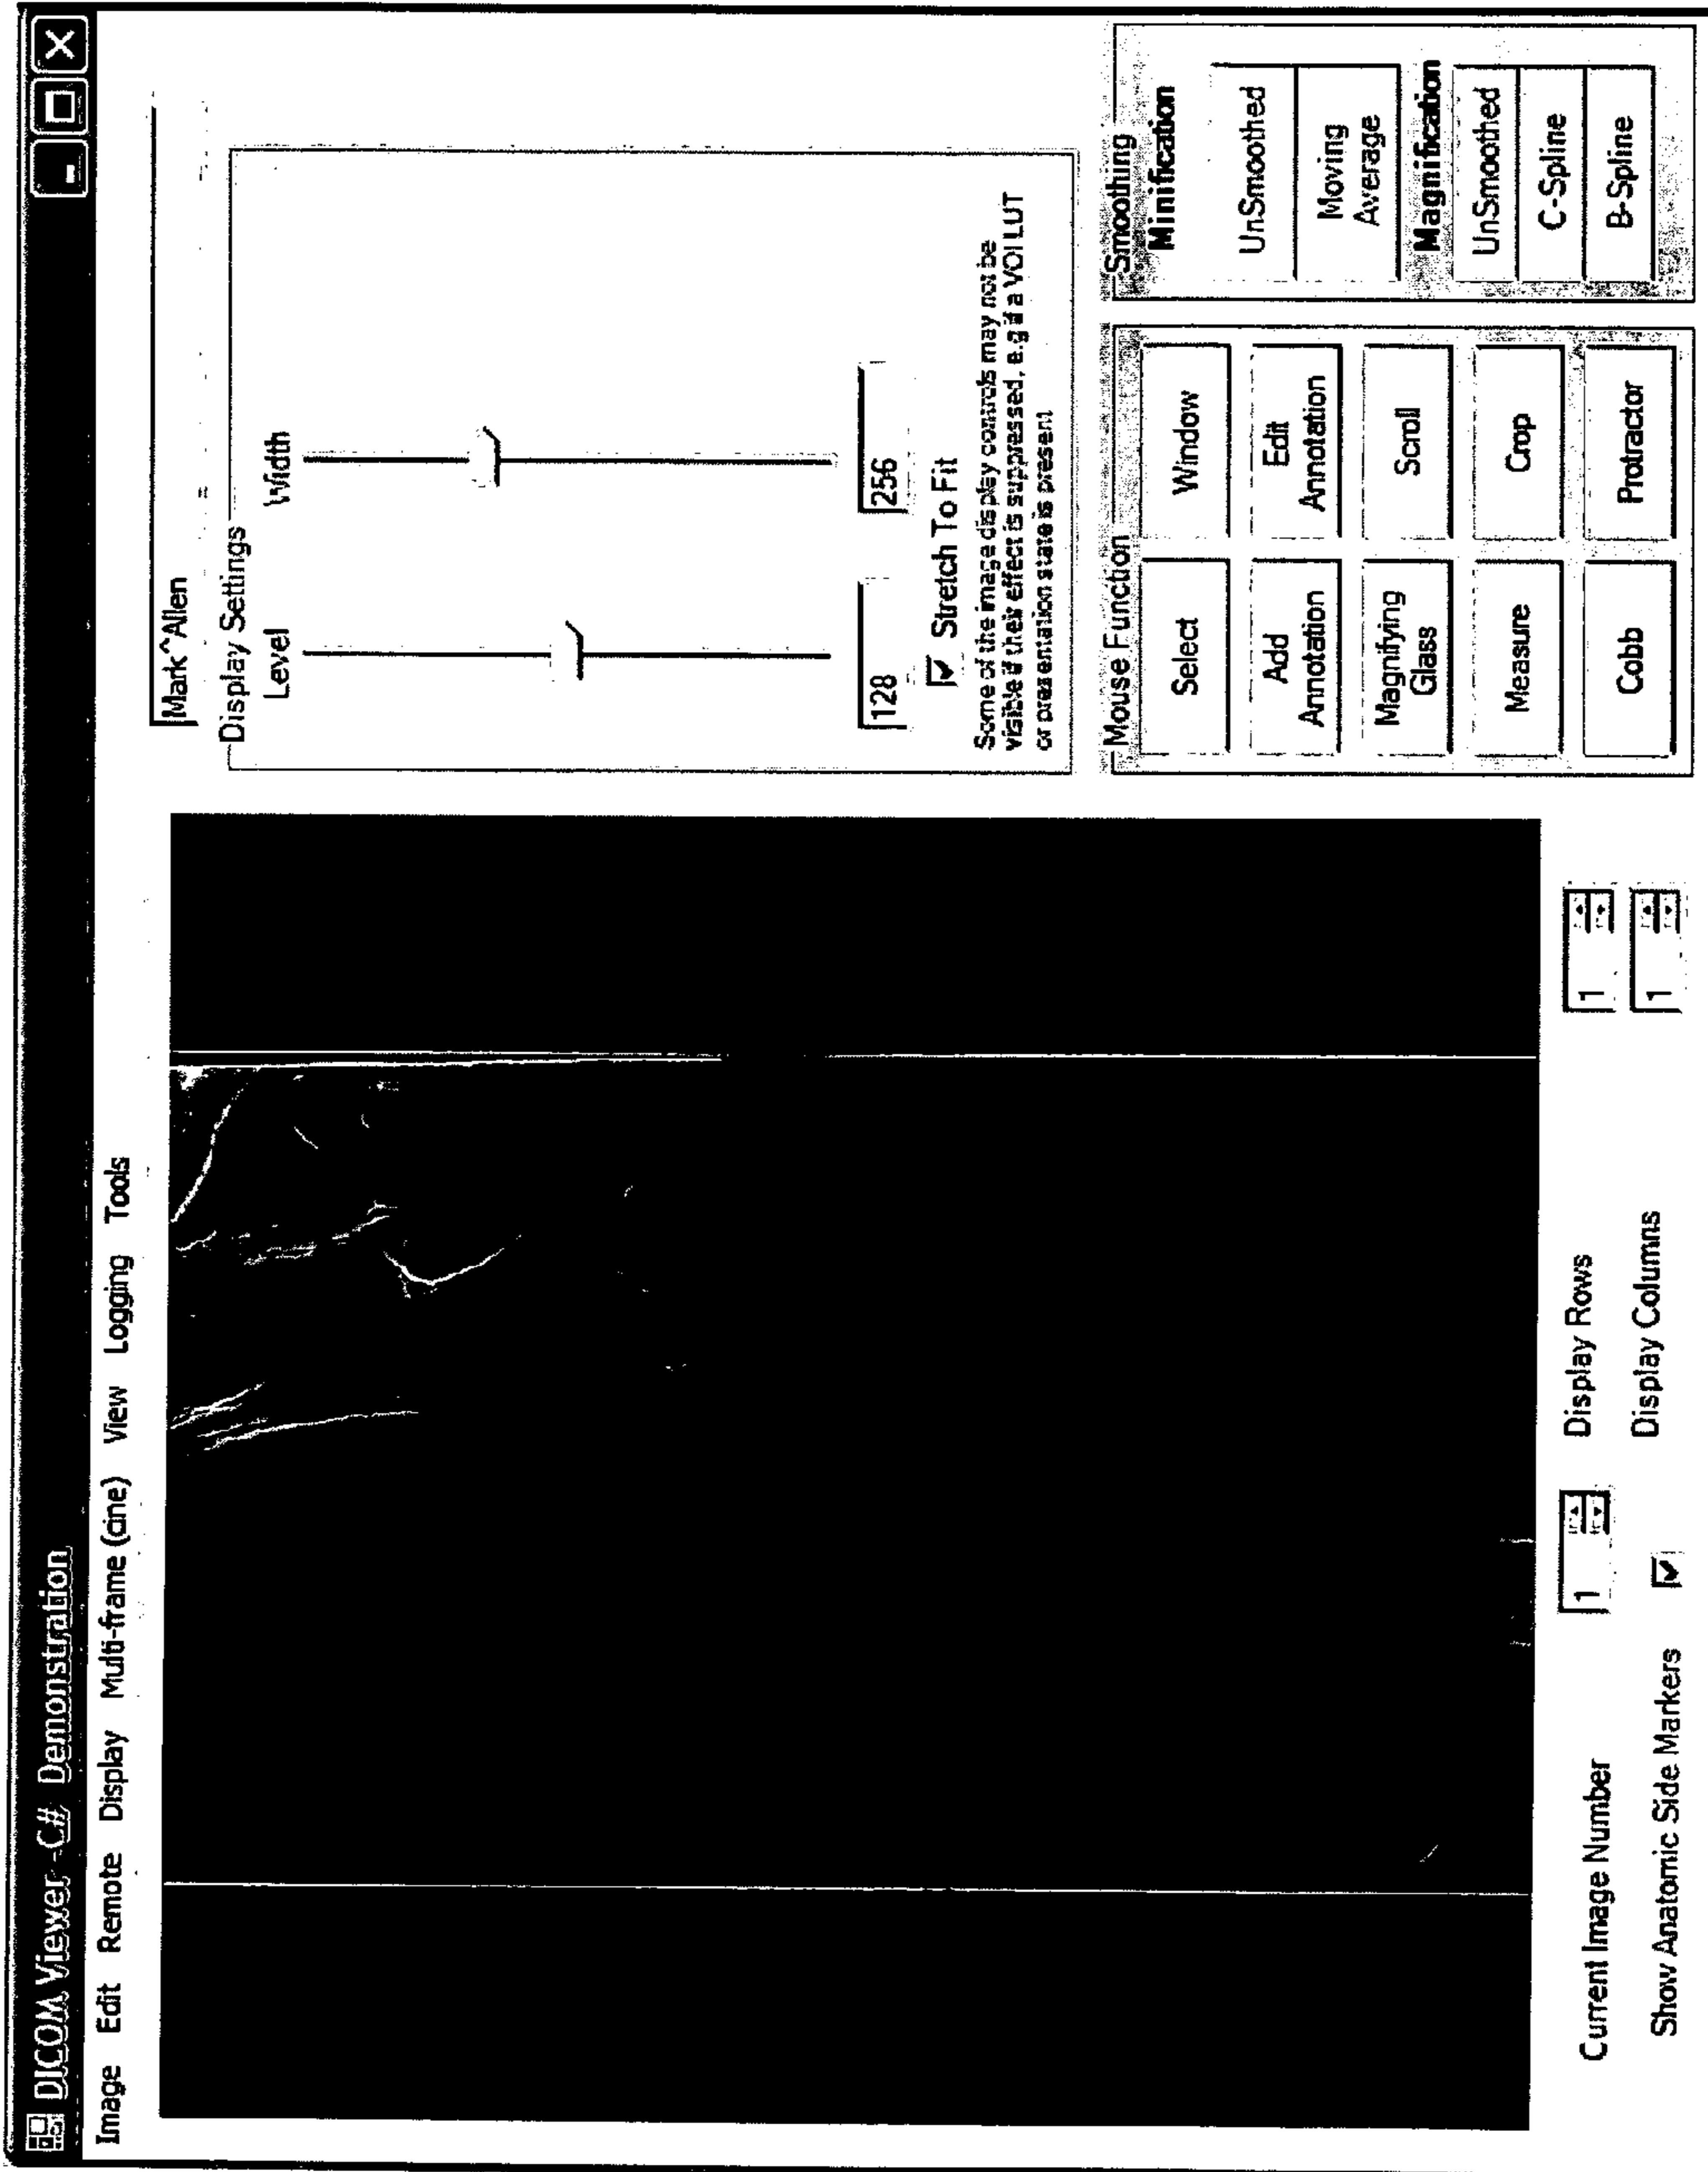 DICOM Viewer -C# Demonstration
Image Edit Remote Display Multi-frame (cine) View Logging Tools
Mark^Allen
Display Settings
Level Width
128 256
Stretch To Fit
Some of the image display controls may not be
visible if their effect is suppressed, e.g if a VOI LUT
or presentation state is present
Mouse Function
Select Window
Add
Annotation
Edit
Annotation
Magnifying
Glass
Scroll
Measure Crop
Cobb Protractor
Smoothing
Minification
UnSmoothed
Moving
Average
Magnification
UnSmoothed
C-Spline
B-Spline
Current Image Number 1 Display Rows 1
Show Anatomic Side Markers Display Columns 1